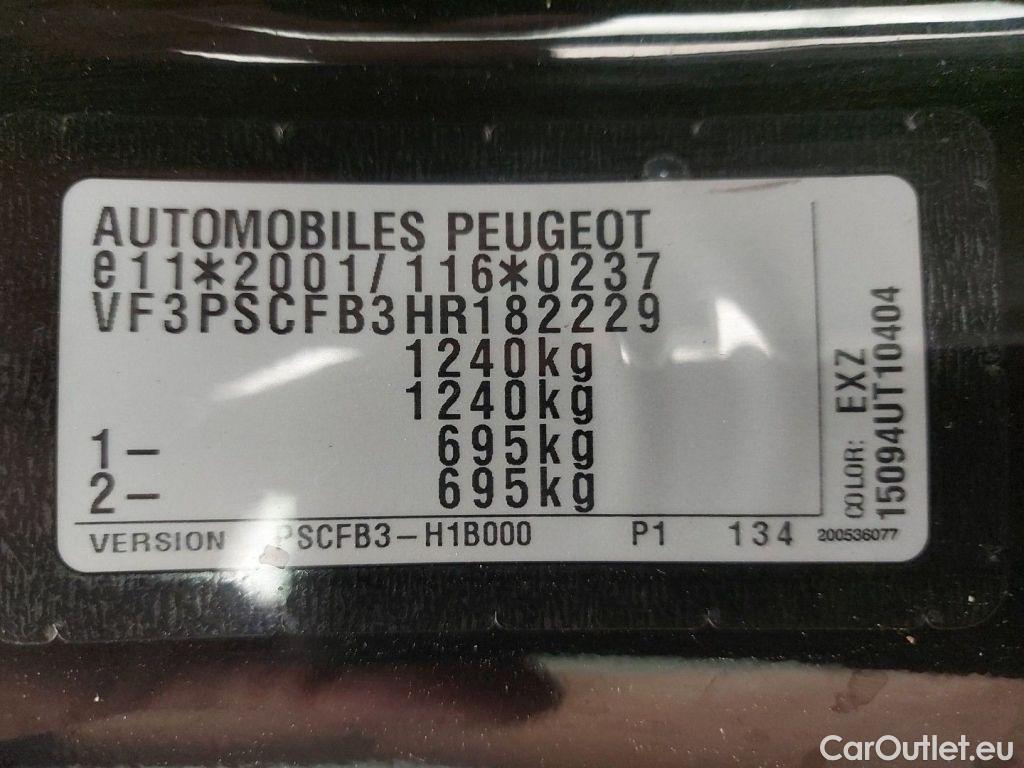 AUTOMOBILES PEUGEOT
e11*2001/116*0237
VF3PSCFB3HR182229
1240kg
1240kg
1- 695kg
2- 695kg
VERSION PSCFB3-H1B000 P1 134
COLOR: EXZ
15094UT10404
200536077
CarOutlet.eu